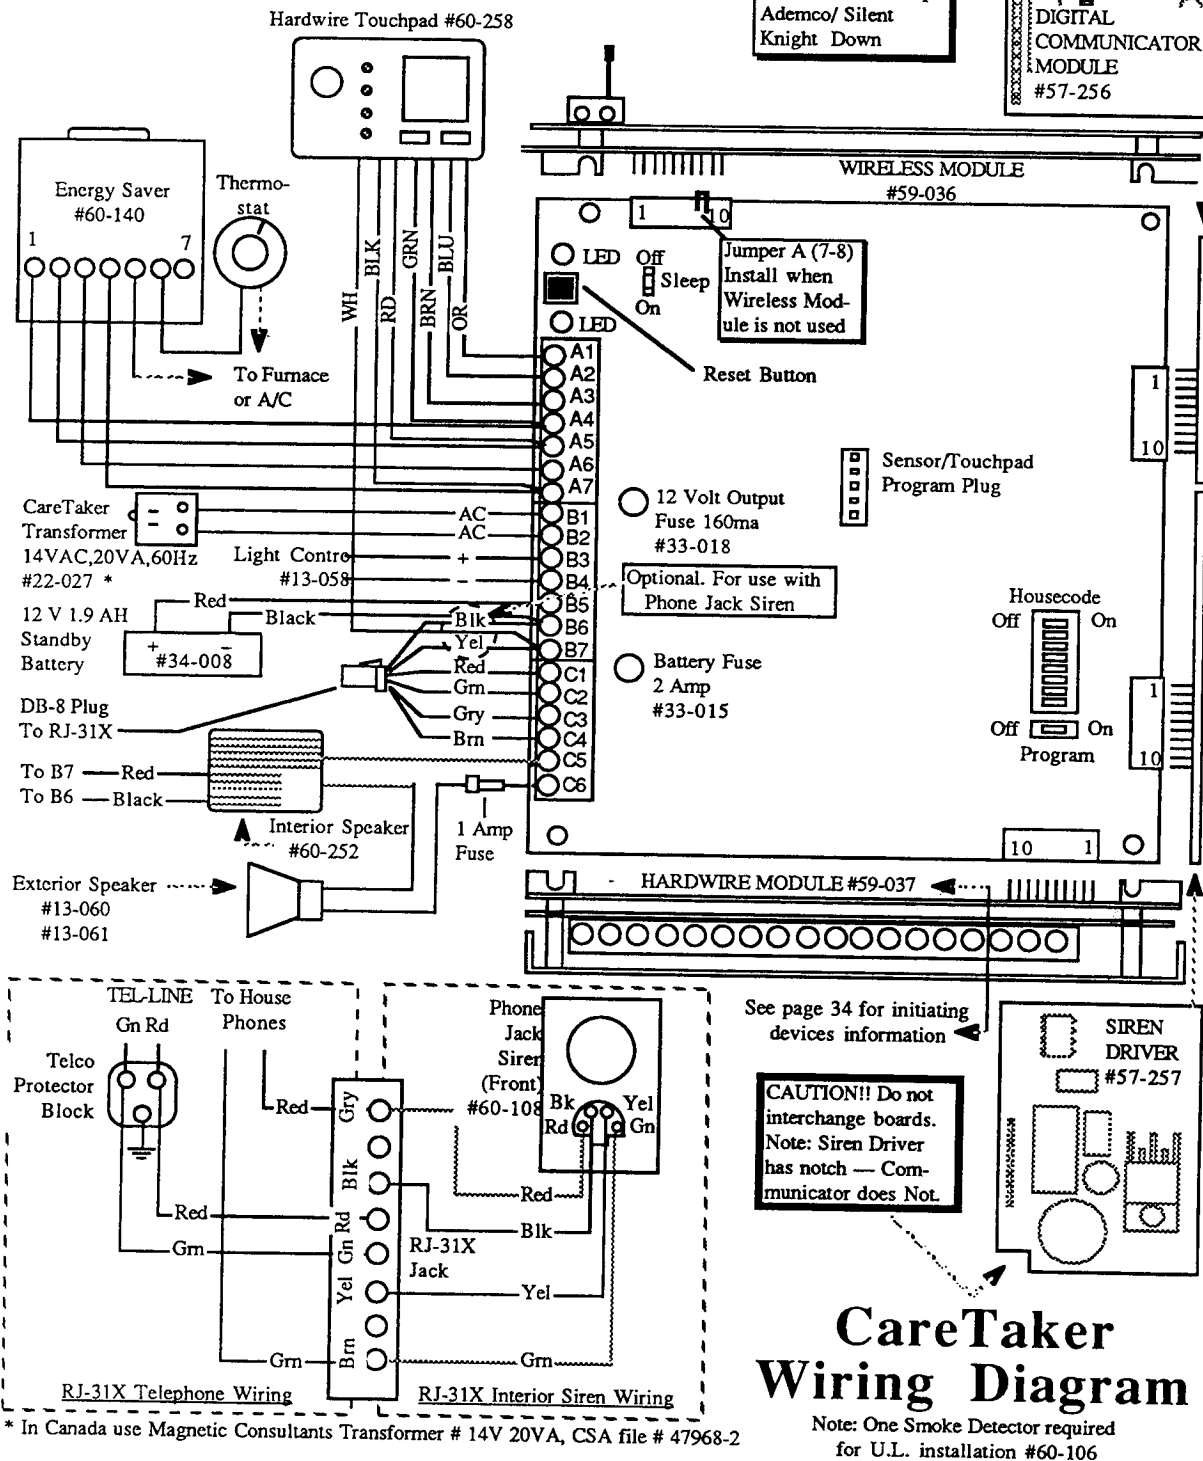 Hardwire Touchpad #60-258
Ademco/ Silent
Knight Down
DIGITAL
COMMUNICATOR
MODULE
#57-256
WIRELESS MODULE
#59-036
Energy Saver
#60-140
1
7
Thermo-
stat
WH
BLK
RD
GRN
BRN
BLU
OR
To Furnace
or A/C
1
10
LED
Off
Sleep
On
LED
Jumper A (7-8)
Install when
Wireless Mod-
ule is not used
Reset Button
A1
A2
A3
A4
A5
A6
A7
B1
B2
B3
B4
B5
B6
B7
C1
C2
C3
C4
C5
C6
1
10
Sensor/Touchpad
Program Plug
12 Volt Output
Fuse 160ma
#33-018
CareTaker
Transformer
14VAC,20VA,60Hz
#22-027 *
AC
AC
Light Contro
#13-058
+
-
Optional. For use with
Phone Jack Siren
Housecode
Off
On
12 V 1.9 AH
Standby
Battery
Red
Black
+
-
#34-008
Blk
Yel
Red
Grn
Gry
Brn
Battery Fuse
2 Amp
#33-015
DB-8 Plug
To RJ-31X
Off
On
Program
1
10
To B7
Red
To B6
Black
Interior Speaker
#60-252
1 Amp
Fuse
10
1
Exterior Speaker
#13-060
#13-061
HARDWIRE MODULE #59-037
See page 34 for initiating
devices information
SIREN
DRIVER
#57-257
CAUTION!! Do not
interchange boards.
Note: Siren Driver
has notch — Com-
municator does Not.
TEL-LINE
Gn Rd
To House
Phones
Telco
Protector
Block
Red
Red
Grn
Grn
Gry
Blk
Rd
Gn
Yel
Brn
RJ-31X
Jack
Phone
Jack
Siren
(Front)
#60-108
Bk
Yel
Rd
Gn
Red
Blk
Yel
Grn
RJ-31X Telephone Wiring
RJ-31X Interior Siren Wiring
* In Canada use Magnetic Consultants Transformer # 14V 20VA, CSA file # 47968-2
CareTaker
Wiring Diagram
Note: One Smoke Detector required
for U.L. installation #60-106